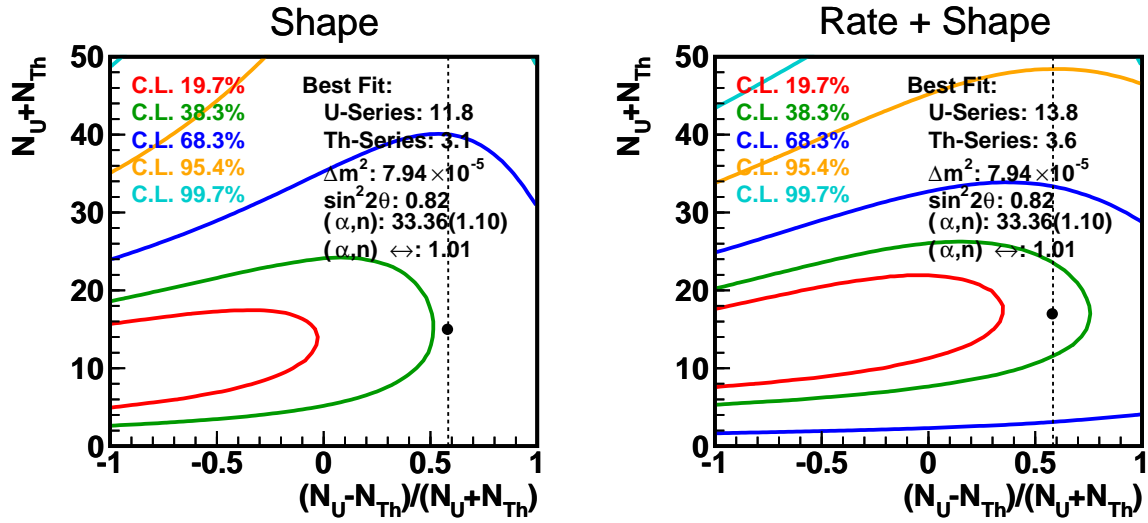 Shape
N_U+N_Th
50
40
30
20
10
0
C.L. 19.7%
C.L. 38.3%
C.L. 68.3%
C.L. 95.4%
C.L. 99.7%
Best Fit:
U-Series: 11.8
Th-Series: 3.1
Δm²: 7.94×10⁻⁵
sin²2θ: 0.82
(α,n): 33.36(1.10)
(α,n) ↔: 1.01
-1 -0.5 0 0.5 1
(N_U-N_Th)/(N_U+N_Th)
Rate + Shape
N_U+N_Th
50
40
30
20
10
0
C.L. 19.7%
C.L. 38.3%
C.L. 68.3%
C.L. 95.4%
C.L. 99.7%
Best Fit:
U-Series: 13.8
Th-Series: 3.6
Δm²: 7.94×10⁻⁵
sin²2θ: 0.82
(α,n): 33.36(1.10)
(α,n) ↔: 1.01
-1 -0.5 0 0.5 1
(N_U-N_Th)/(N_U+N_Th)